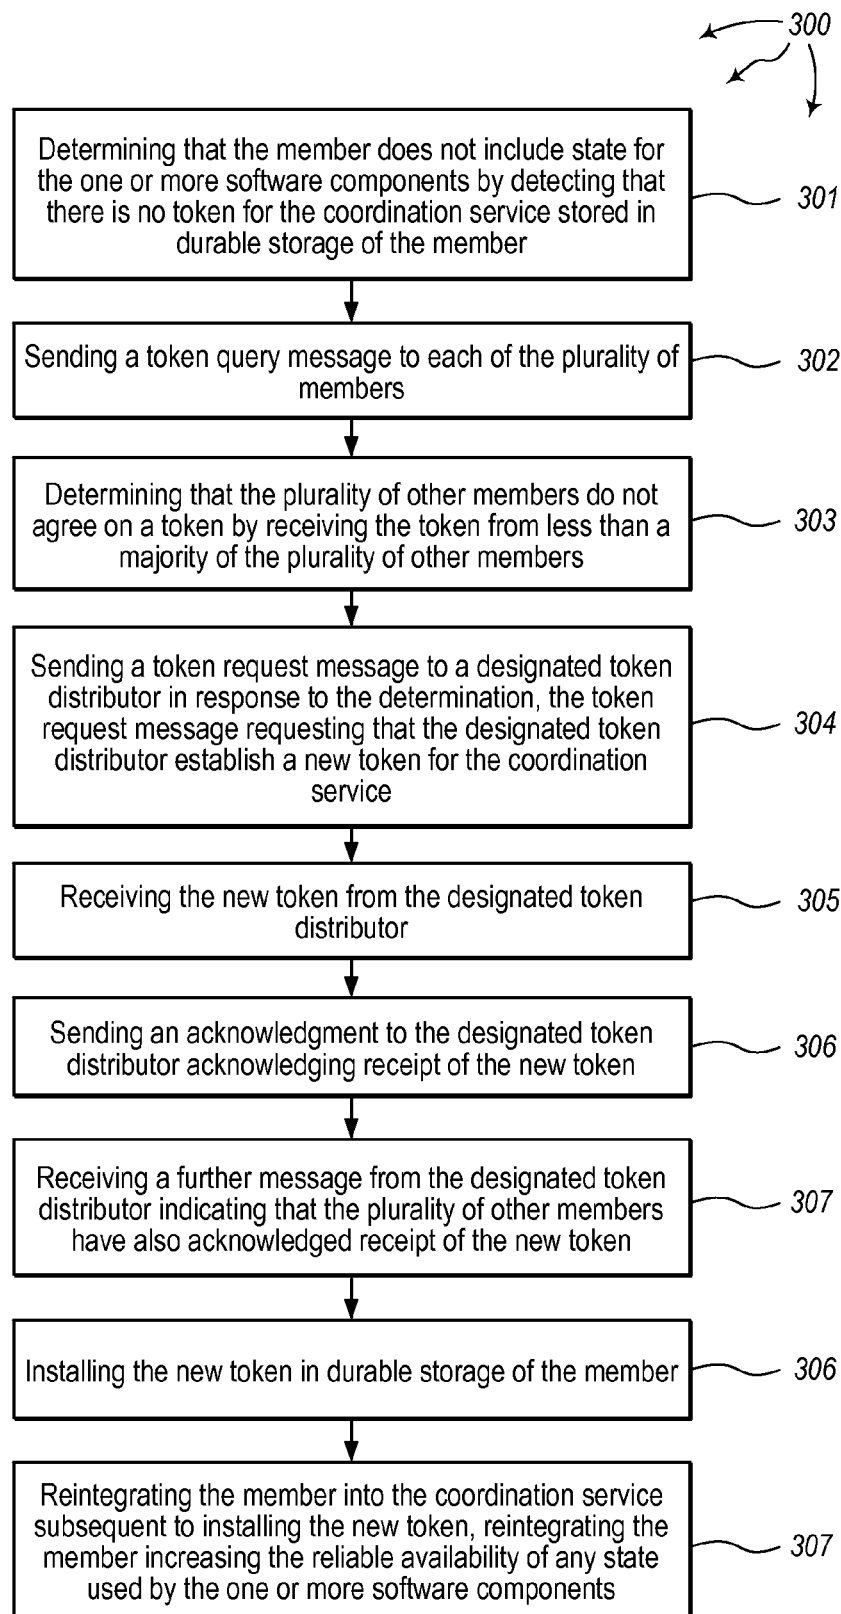 300
Determining that the member does not include state for
the one or more software components by detecting that
there is no token for the coordination service stored in
durable storage of the member
301
Sending a token query message to each of the plurality of
members
302
Determining that the plurality of other members do not
agree on a token by receiving the token from less than a
majority of the plurality of other members
303
Sending a token request message to a designated token
distributor in response to the determination, the token
request message requesting that the designated token
distributor establish a new token for the coordination
service
304
Receiving the new token from the designated token
distributor
305
Sending an acknowledgment to the designated token
distributor acknowledging receipt of the new token
306
Receiving a further message from the designated token
distributor indicating that the plurality of other members
have also acknowledged receipt of the new token
307
Installing the new token in durable storage of the member
306
Reintegrating the member into the coordination service
subsequent to installing the new token, reintegrating the
member increasing the reliable availability of any state
used by the one or more software components
307